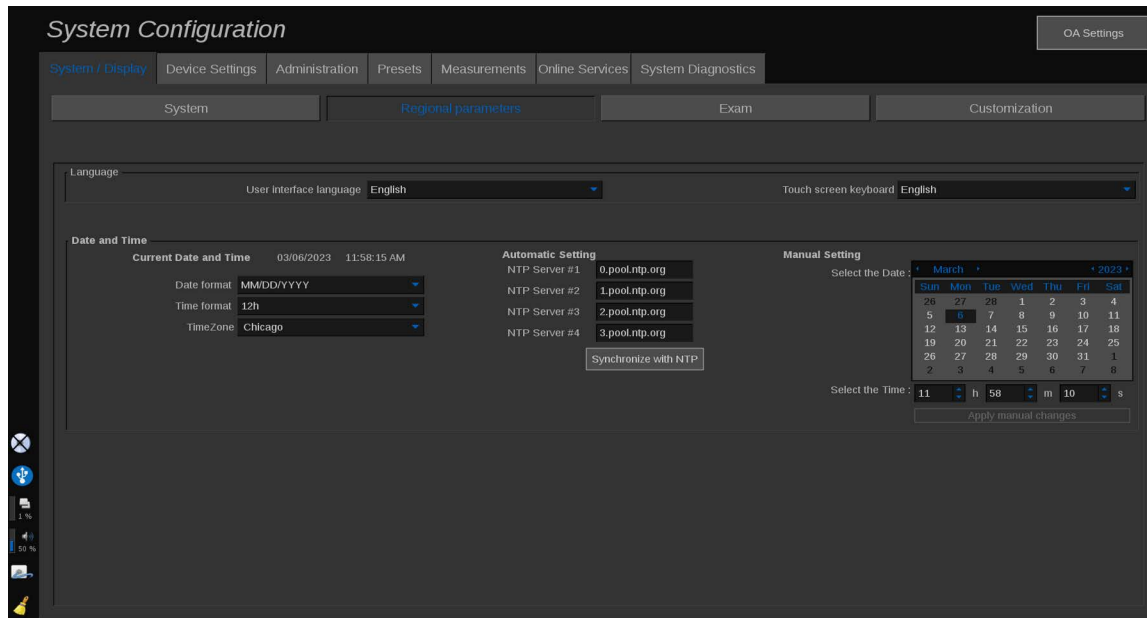 System Configuration
OA Settings
System / Display Device Settings Administration Presets Measurements Online Services System Diagnostics
System Regional parameters Exam Customization
Language
User interface language English Touch screen keyboard English
Date and Time
Current Date and Time 03/06/2023 11:58:15 AM
Date format MM/DD/YYYY
Time format 12h
TimeZone Chicago
Automatic Setting
NTP Server #1 0.pool.ntp.org
NTP Server #2 1.pool.ntp.org
NTP Server #3 2.pool.ntp.org
NTP Server #4 3.pool.ntp.org
Synchronize with NTP
Manual Setting
Select the Date :
March 2023
Sun Mon Tue Wed Thu Fri Sat
26 27 28 1 2 3 4
5 6 7 8 9 10 11
12 13 14 15 16 17 18
19 20 21 22 23 24 25
26 27 28 29 30 31 1
2 3 4 5 6 7 8
Select the Time : 11 h 58 m 10 s
Apply manual changes
1 %
50 %